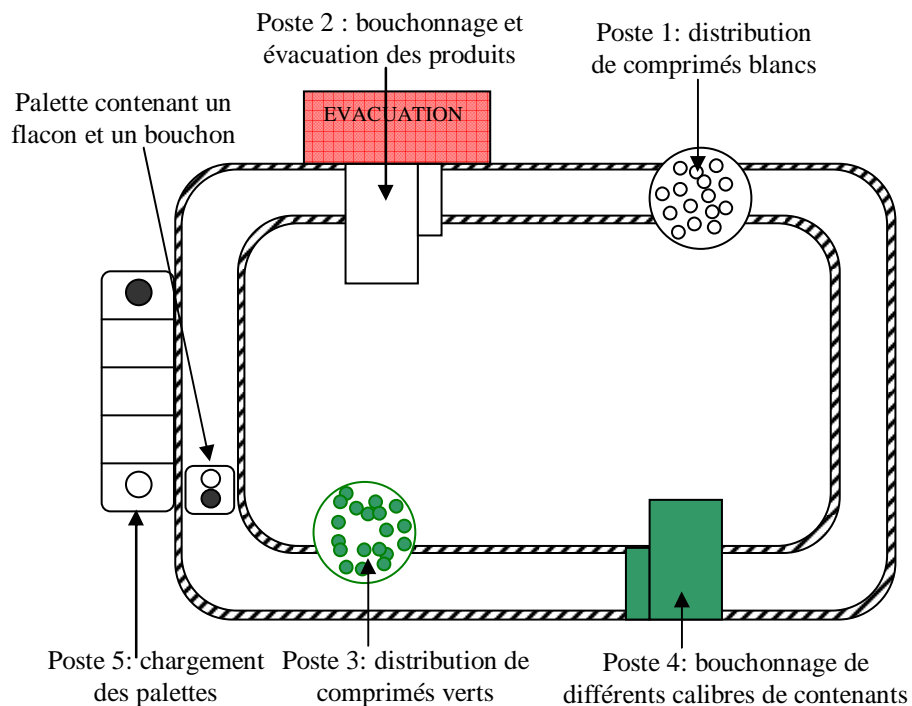 Poste 2 : bouchonnage et
évacuation des produits
Poste 1: distribution
de comprimés blancs
Palette contenant un
flacon et un bouchon
EVACUATION
Poste 5: chargement
des palettes
Poste 3: distribution de
comprimés verts
Poste 4: bouchonnage de
différents calibres de contenants